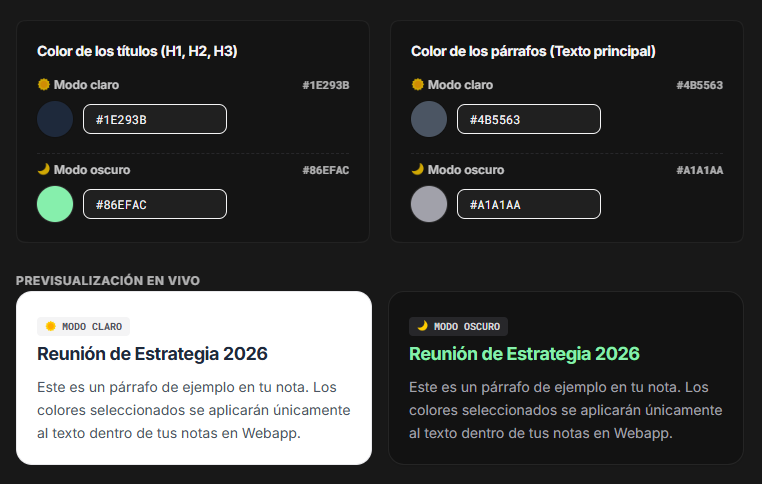 Color de los títulos (H1, H2, H3)
Modo claro
#1E293B
#1E293B
Modo oscuro
#86EFAC
#86EFAC
Color de los párrafos (Texto principal)
Modo claro
#4B5563
#4B5563
Modo oscuro
#A1A1AA
#A1A1AA
PREVISUALIZACIÓN EN VIVO
MODO CLARO
Reunión de Estrategia 2026
Este es un párrafo de ejemplo en tu nota. Los
colores seleccionados se aplicarán únicamente
al texto dentro de tus notas en Webapp.
MODO OSCURO
Reunión de Estrategia 2026
Este es un párrafo de ejemplo en tu nota. Los
colores seleccionados se aplicarán únicamente
al texto dentro de tus notas en Webapp.